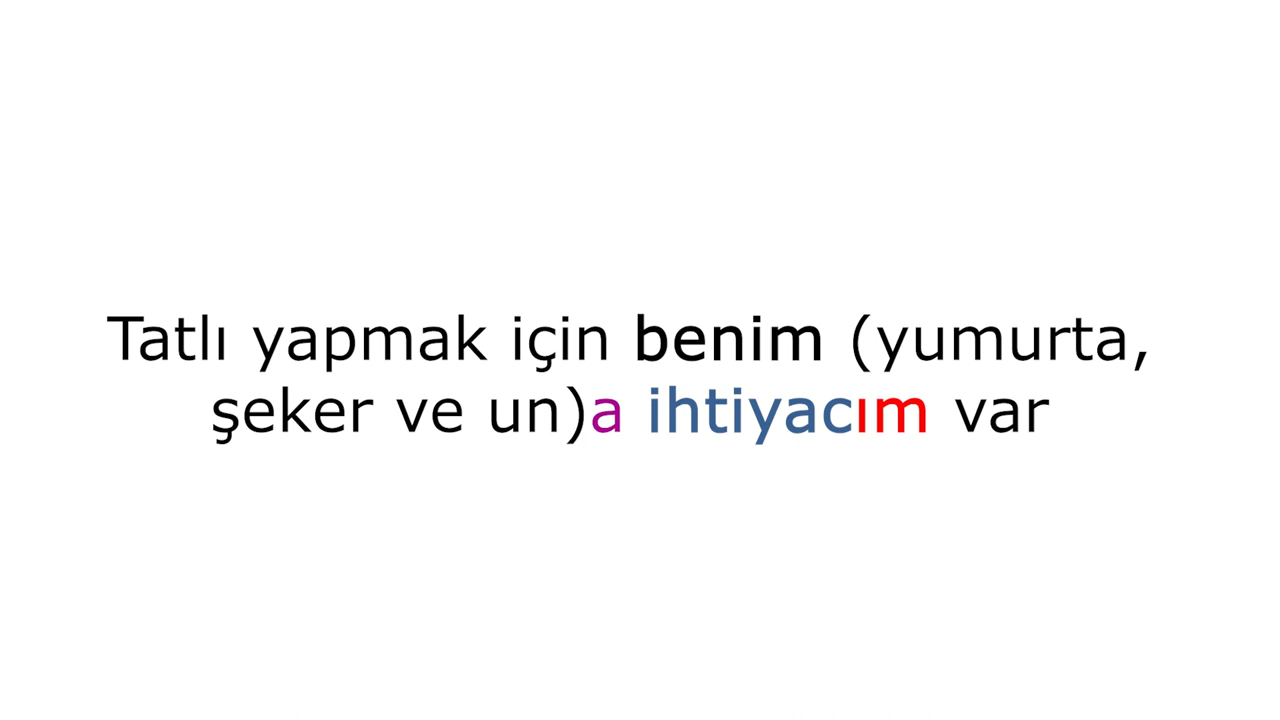 Tatlı yapmak için benim (yumurta,
şeker ve un)a ihtiyacım var